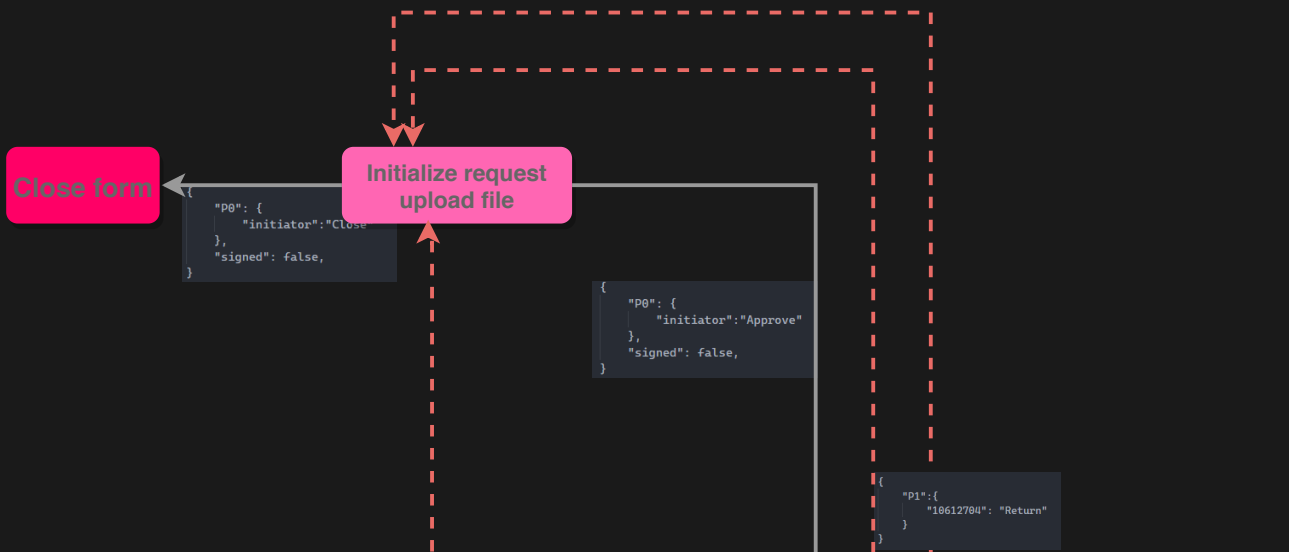 Close form
Initialize request
upload file
{
"P0": {
"initiator":"Close
},
"signed": false,
}
{
"P0": {
"initiator":"Approve"
},
"signed": false,
}
{
"P1":{
"10612704": "Return"
}
}